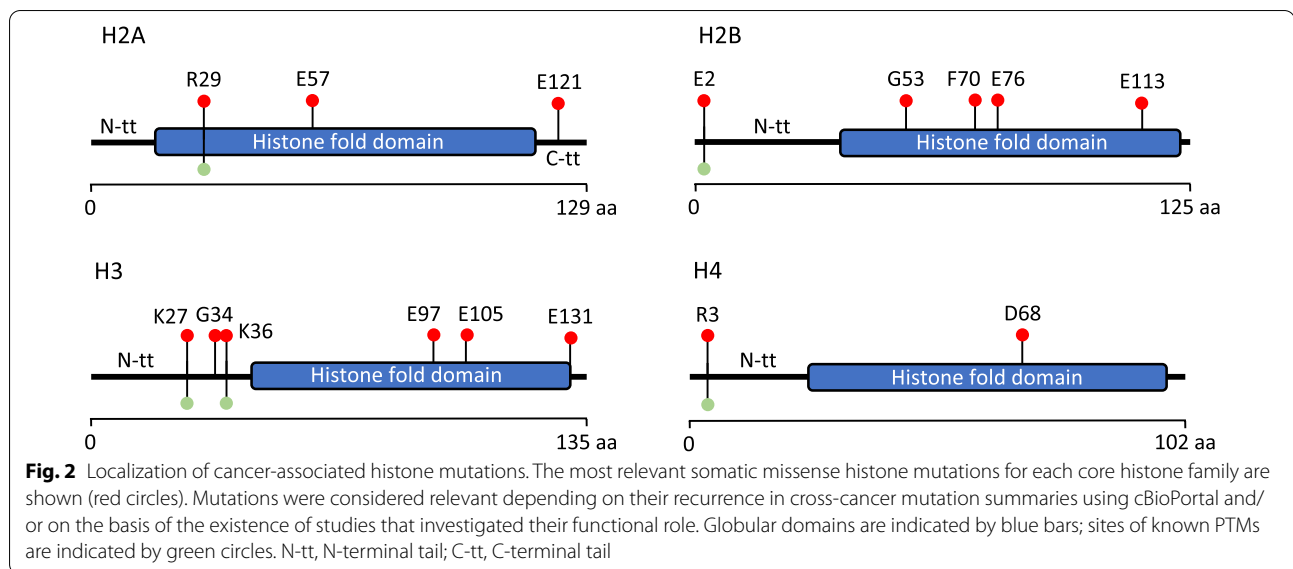 H2A
R29 E57 E121
N-tt Histone fold domain C-tt
0 129 aa
H2B
E2 G53 F70 E76 E113
N-tt Histone fold domain
0 125 aa
H3
K27 G34 K36 E97 E105 E131
N-tt Histone fold domain
0 135 aa
H4
R3 D68
N-tt Histone fold domain
0 102 aa
Fig. 2 Localization of cancer-associated histone mutations. The most relevant somatic missense histone mutations for each core histone family are
shown (red circles). Mutations were considered relevant depending on their recurrence in cross-cancer mutation summaries using cBioPortal and/
or on the basis of the existence of studies that investigated their functional role. Globular domains are indicated by blue bars; sites of known PTMs
are indicated by green circles. N-tt, N-terminal tail; C-tt, C-terminal tail